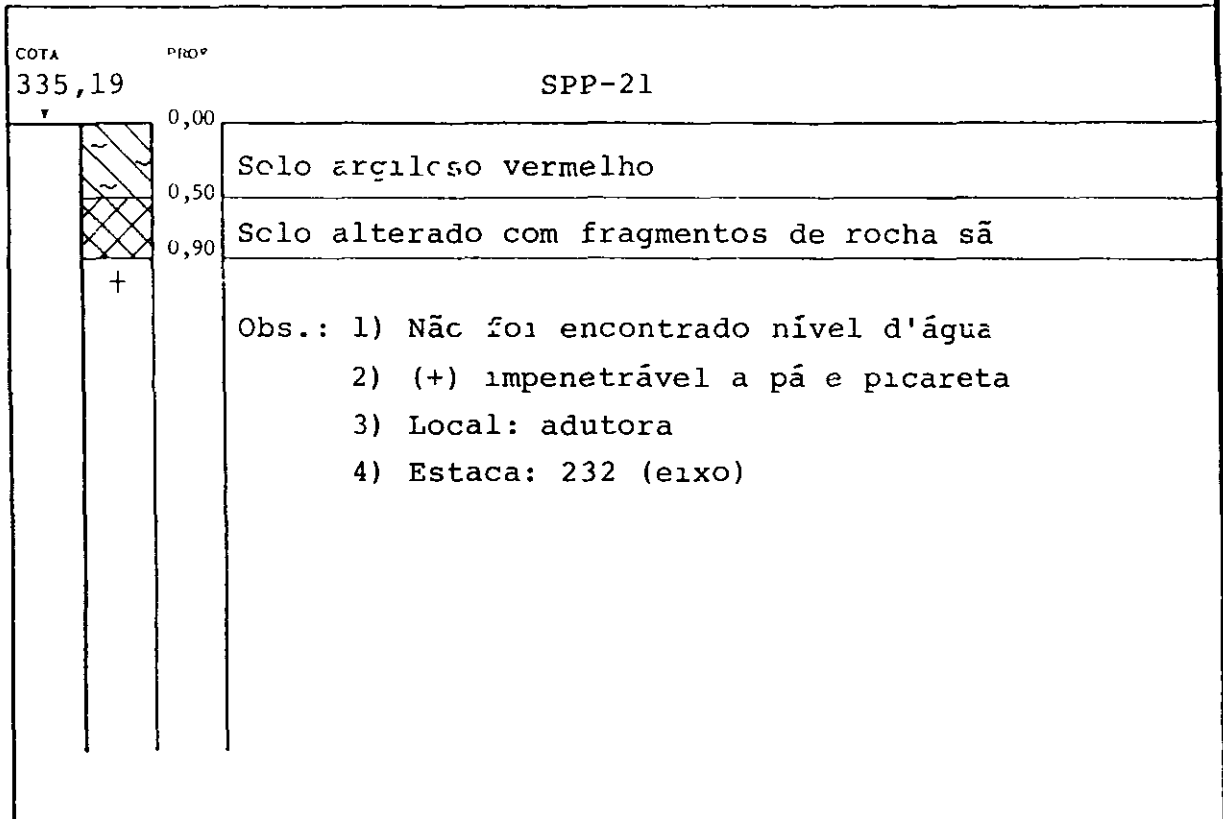 COTA PROF
335,19 SPP-21
0,00
Solo argiloso vermelho
0,50
Solo alterado com fragmentos de rocha sã
0,90
+
Obs.: 1) Não foi encontrado nível d'água
2) (+) impenetrável a pá e picareta
3) Local: adutora
4) Estaca: 232 (eixo)